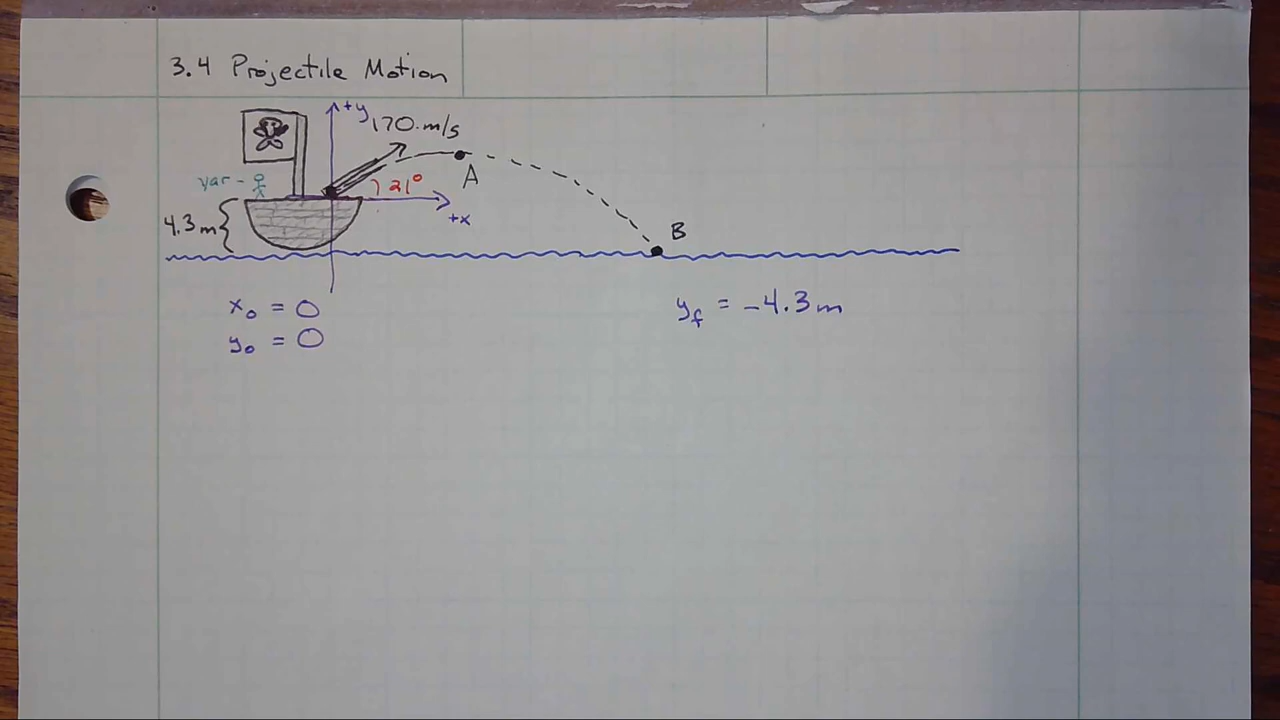 3.4 Projectile Motion
+y
170 m/s
A
yar -
21°
+x
4.3 m
B
x₀ = 0
y₀ = 0
y_f = -4.3 m